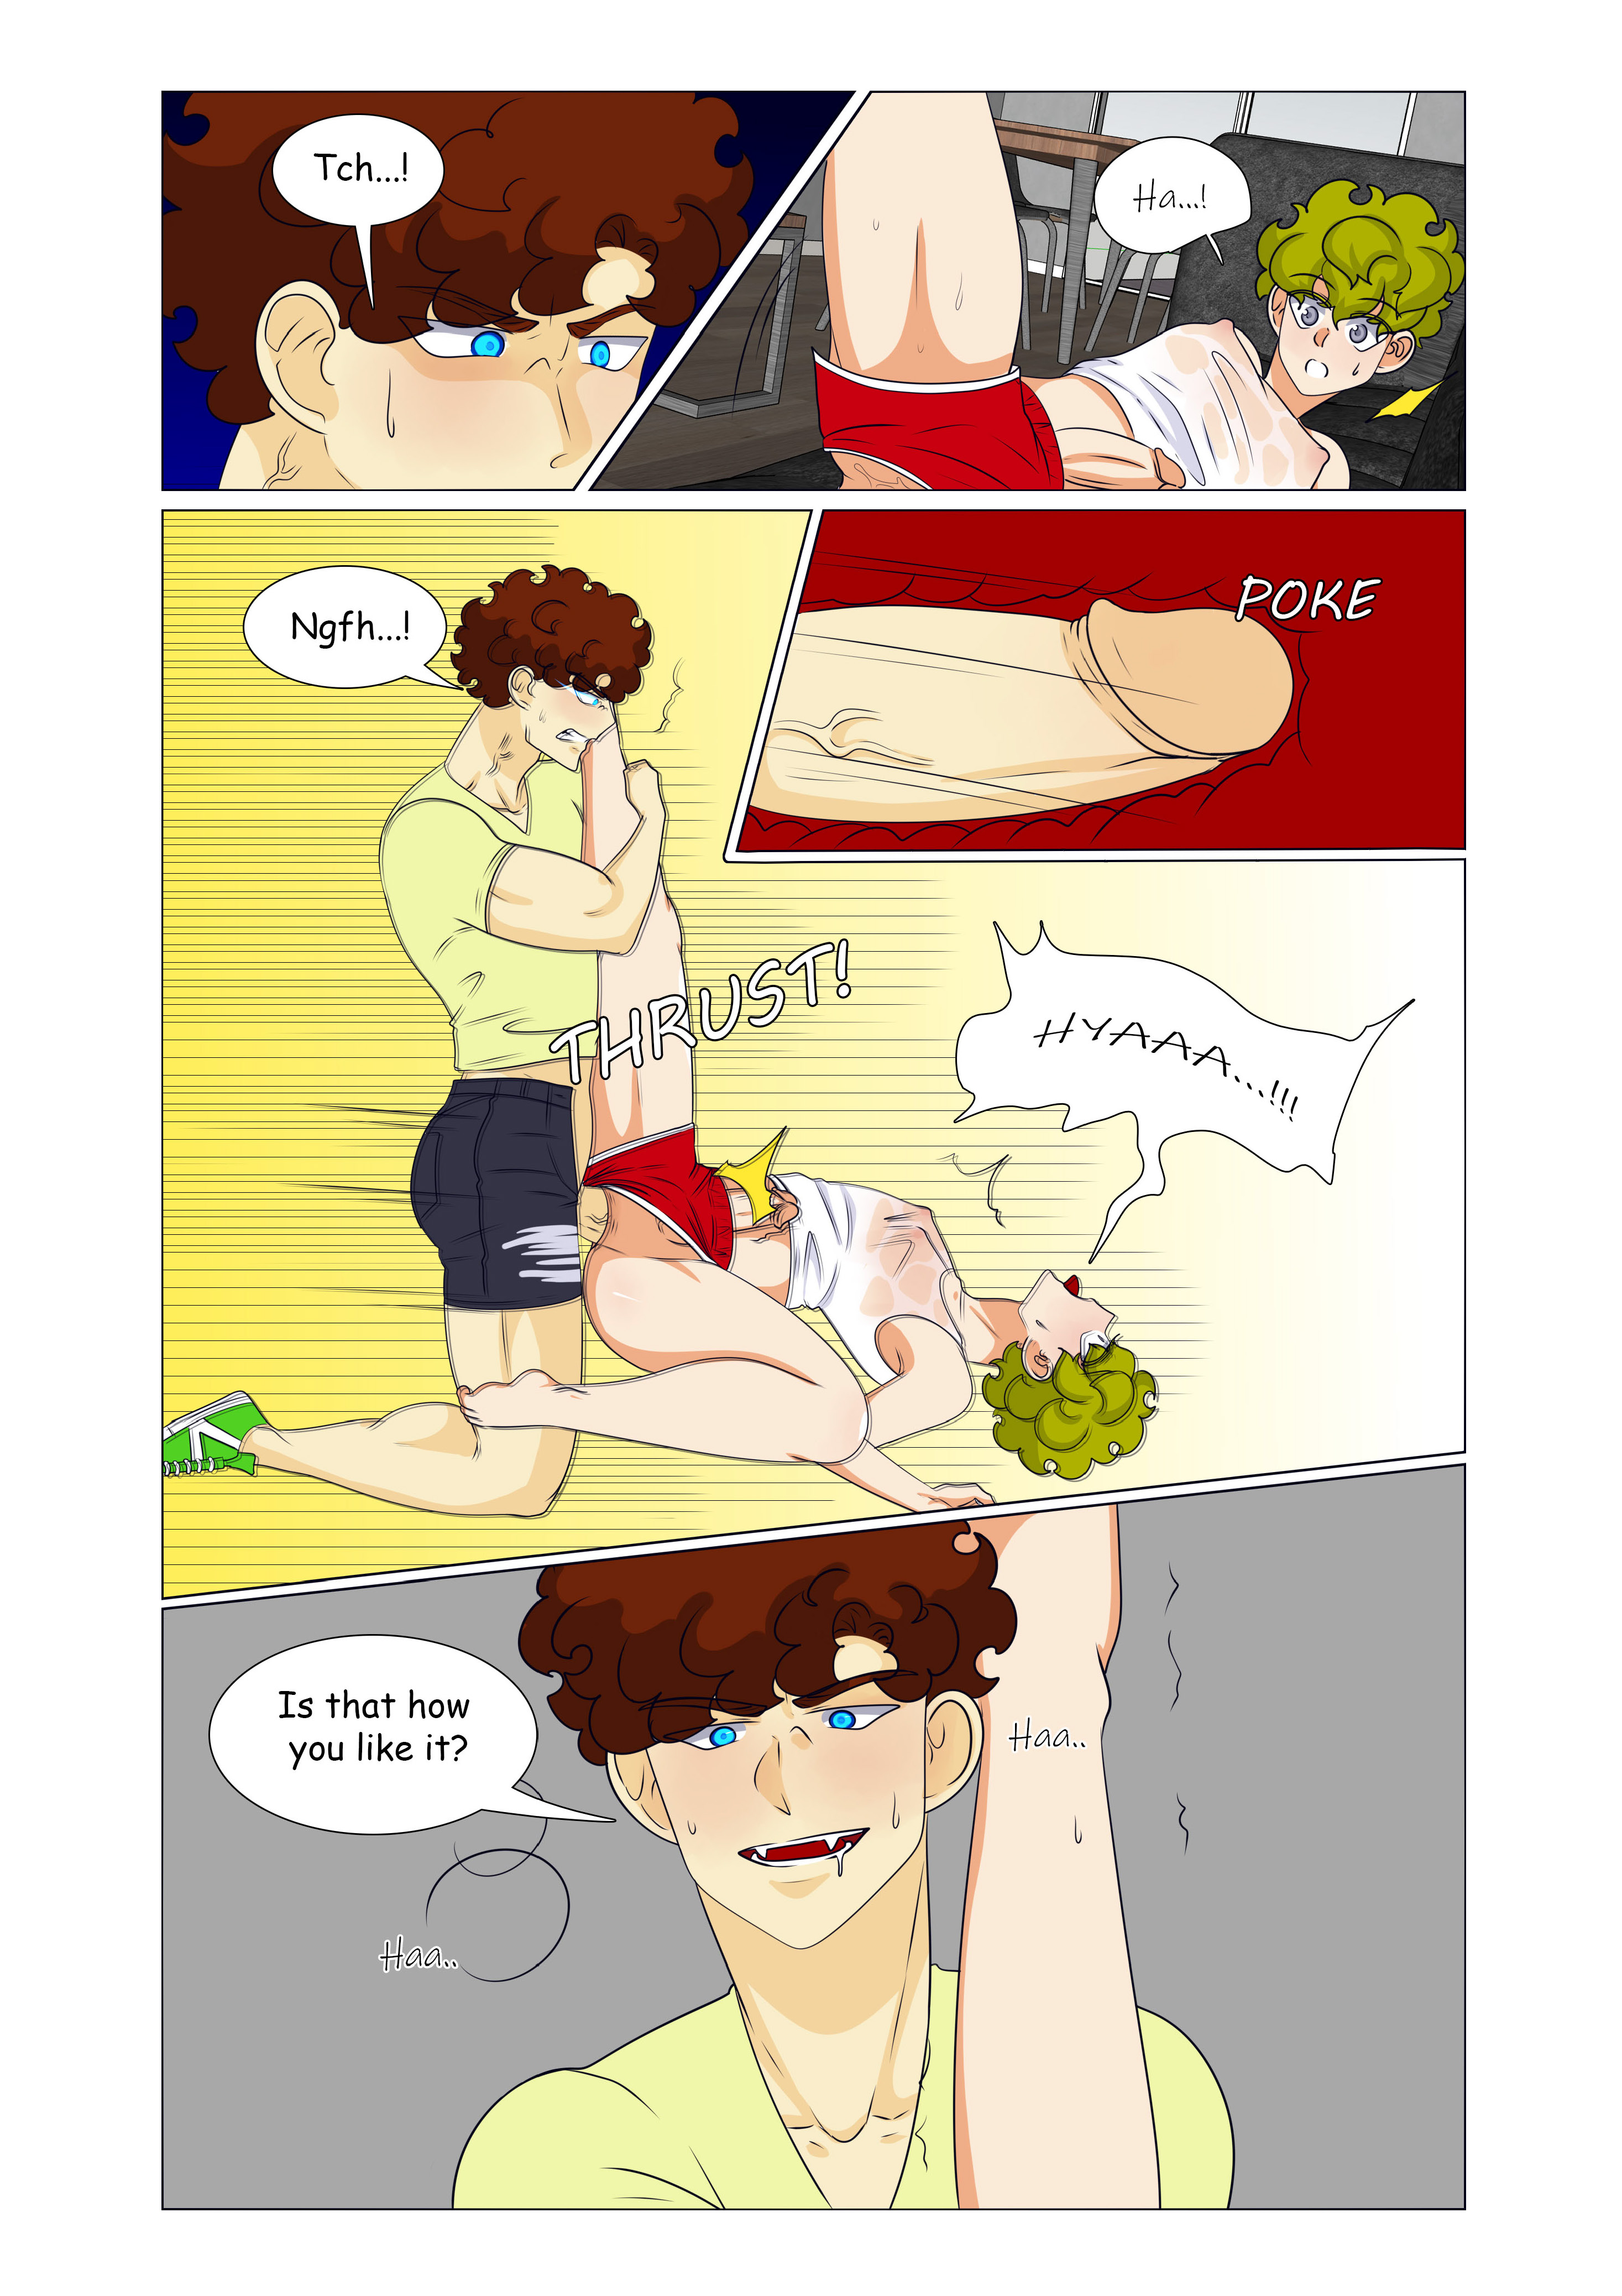 Tch...!
Ha...!
Ngfh...!
POKE
THRUST!
HYAAA...!!!
Is that how
you like it?
Haa..
Haa..